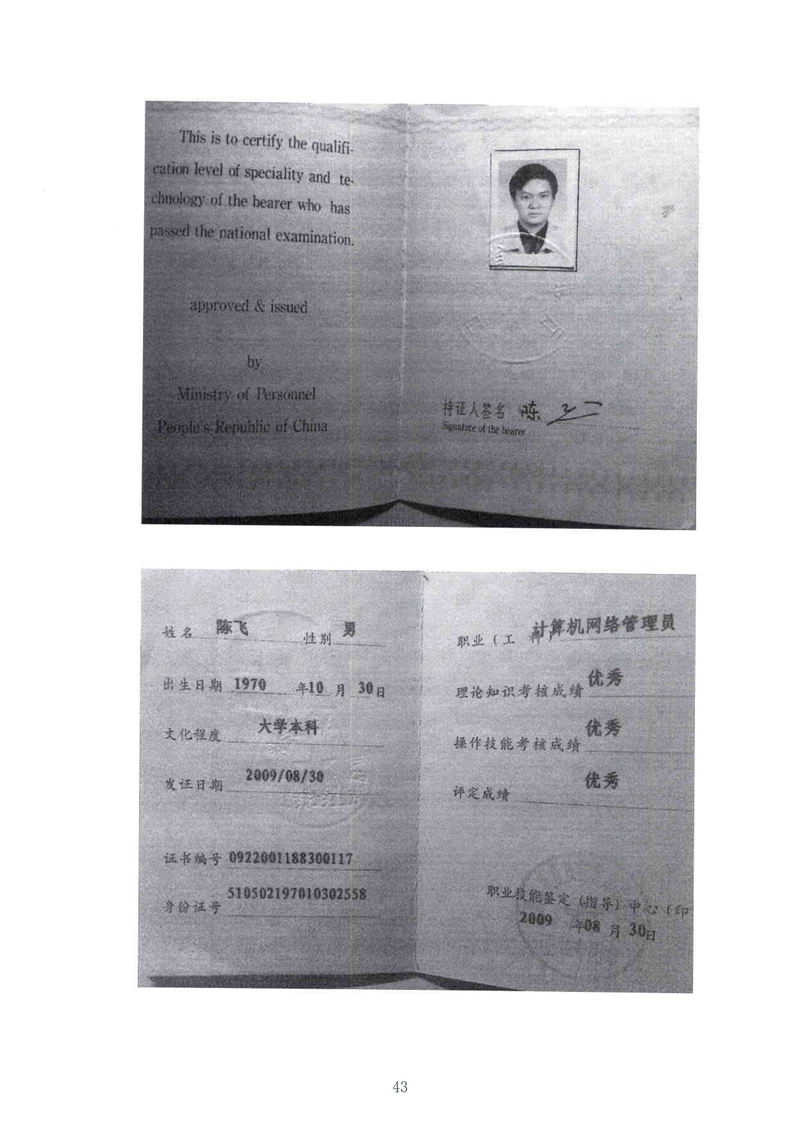 This is to certify the qualifi-
cation level of speciality and te-
chuology of the bearer who has
passed the national examination.
approved & issued
by
Ministry of Personnel
People's Republic of China
持证人签名 陈
Signature of the bearer
姓名 陈飞 性别 男
出生日期 1970 年10 月 30日
文化程度 大学本科
发证日期 2009/08/30
证书编号 0922001188300117
身份证号 510502197010302558
职业（工种） 计算机网络管理员
理论知识考核成绩 优秀
操作技能考核成绩 优秀
评定成绩 优秀
职业技能鉴定（指导）中心（印
2009 年08 月 30日
43